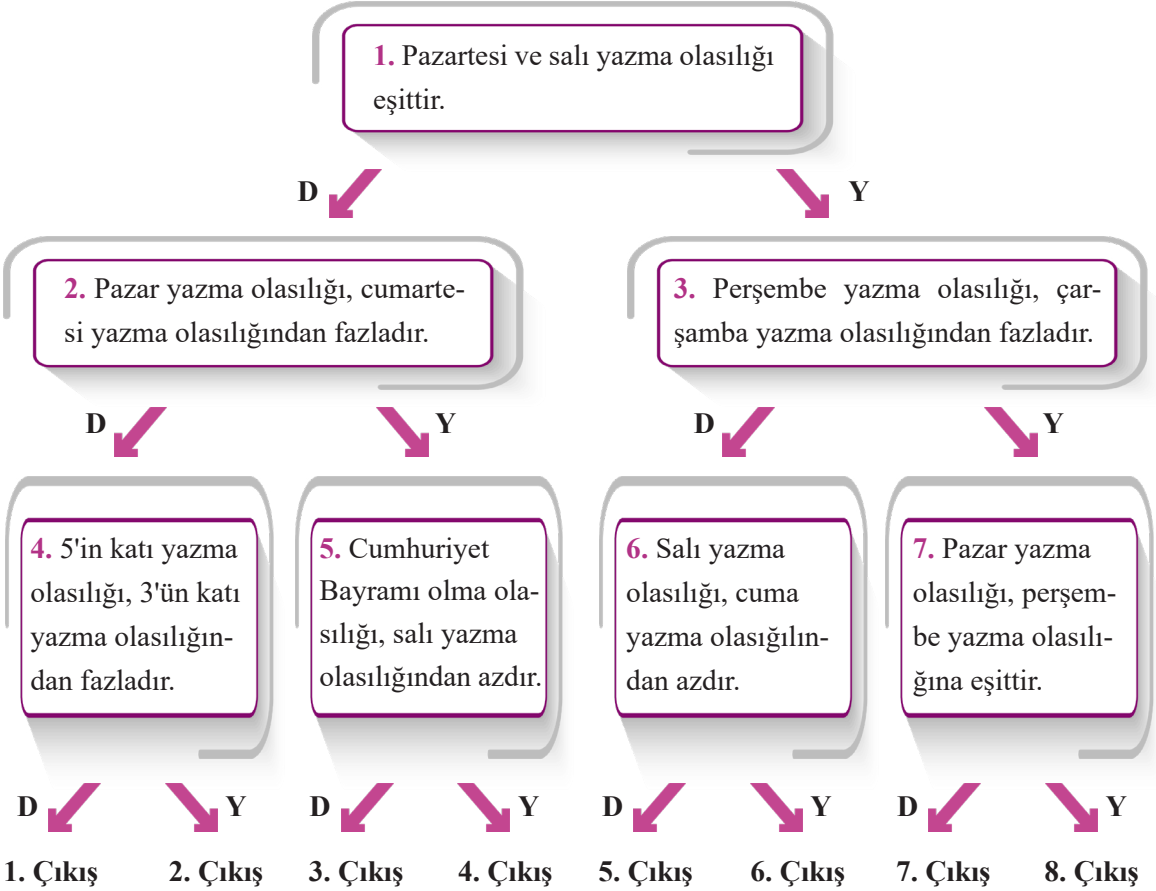 1. Pazartesi ve salı yazma olasılığı
eşittir.
D
Y
2. Pazar yazma olasılığı, cumarte-
si yazma olasılığından fazladır.
3. Perşembe yazma olasılığı, çar-
şamba yazma olasılığından fazladır.
D
Y
D
Y
4. 5'in katı yazma
olasılığı, 3'ün katı
yazma olasılığın-
dan fazladır.
5. Cumhuriyet
Bayramı olma ola-
sılığı, salı yazma
olasılığından azdır.
6. Salı yazma
olasılığı, cuma
yazma olasığılın-
dan azdır.
7. Pazar yazma
olasılığı, perşem-
be yazma olasılı-
ğına eşittir.
D
Y
D
Y
D
Y
D
Y
1. Çıkış
2. Çıkış
3. Çıkış
4. Çıkış
5. Çıkış
6. Çıkış
7. Çıkış
8. Çıkış